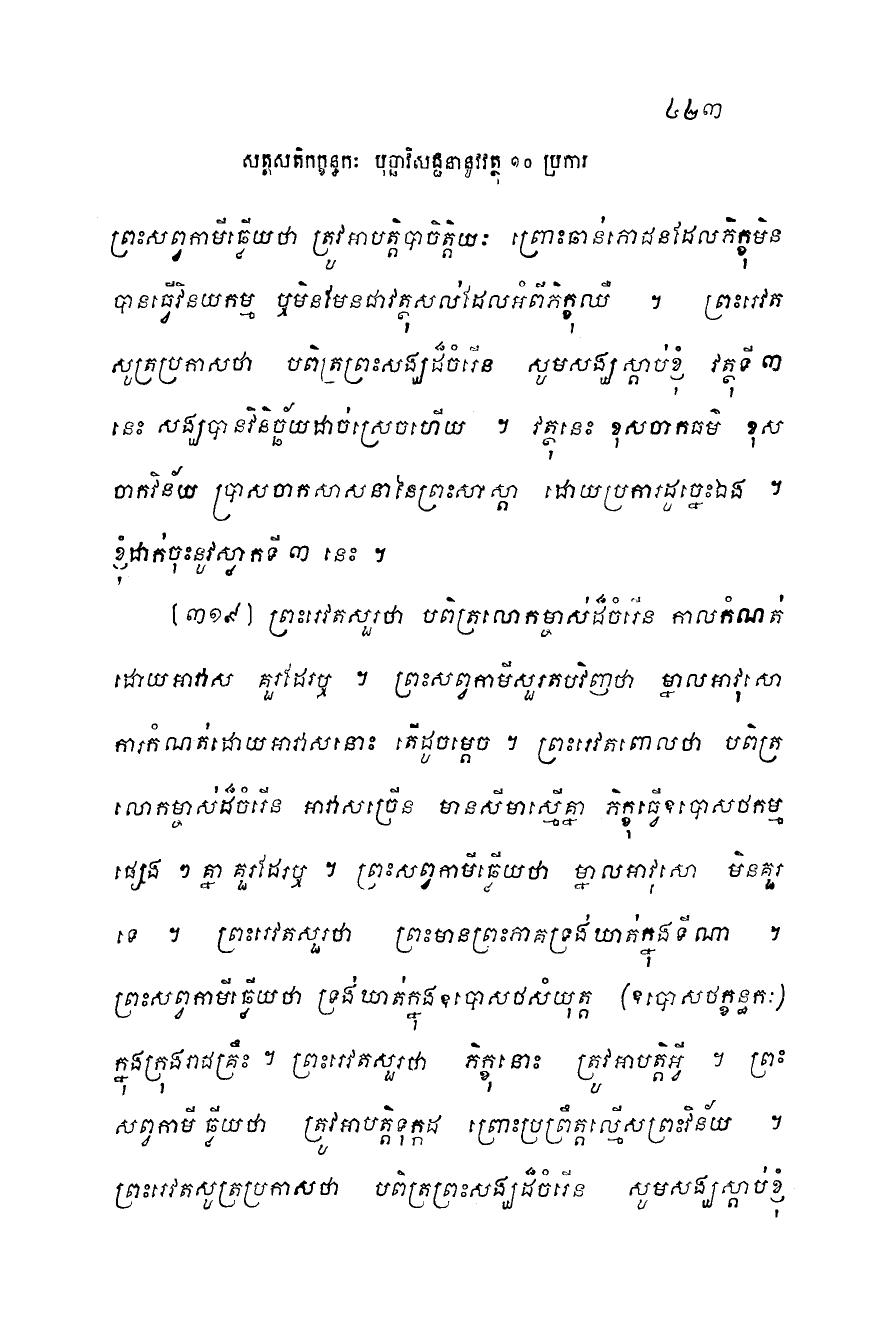 ៤២៣
សត្តសតិកក្ខន្ធកៈ បុច្ឆាវិសជ្ជនានូវវត្ថុ ១០ ប្រការ
ព្រះសព្វកាមីឆ្លើយថា ត្រូវអាបត្តិបាចិត្តិយៈ ព្រោះឆាន់ភោជនដែលភិក្ខុមិន
បានធ្វើវិនយកម្ម ឬមិនមែនជាវត្ថុសល់ដែលអំពីភិក្ខុឈឺ ។ ព្រះរេវត
សូត្រប្រកាសថា បពិត្រព្រះសង្ឃដ៏ចំរើន សូមសង្ឃស្តាប់ខ្ញុំ វត្ថុទី ៣
នេះ សង្ឃបានវិនិច្ឆ័យដាច់ស្រេចហើយ ។ វត្ថុនេះ ខុសចាកធម៌ ខុស
ចាកវិន័យ ប្រាសចាកសាសនានៃព្រះសាស្តា ដោយប្រការដូច្នេះឯង ។
ខ្ញុំដាក់ចុះនូវស្លាកទី ៣ នេះ ។
(៣១៩) ព្រះរេវតសួរថា បពិត្រលោកម្ចាស់ដ៏ចំរើន កាលកំណត់
ដោយអាវាស គួរដែរឬ ។ ព្រះសព្វកាមីសួរតបវិញថា ម្នាលអាវុសោ
ការកំណត់ដោយអាវាសនោះ តើដូចម្តេច ។ ព្រះរេវតពោលថា បពិត្រ
លោកម្ចាស់ដ៏ចំរើន អាវាសច្រើន មានសីមាស្មើគ្នា ភិក្ខុធ្វើឧបោសថកម្ម
ផ្សេង ៗ គ្នា គួរដែរឬ ។ ព្រះសព្វកាមីឆ្លើយថា ម្នាលអាវុសោ មិនគួរ
ទេ ។ ព្រះរេវតសួរថា ព្រះមានព្រះភាគទ្រង់ឃាត់ក្នុងទីណា ។
ព្រះសព្វកាមីឆ្លើយថា ទ្រង់ឃាត់ក្នុងឧបោសថសំយុត្ត (ឧបោសថក្ខន្ធកៈ)
ក្នុងក្រុងរាជគ្រឹះ ។ ព្រះរេវតសួរថា ភិក្ខុនោះ ត្រូវអាបត្តិអ្វី ។ ព្រះ
សព្វកាមីឆ្លើយថា ត្រូវអាបត្តិទុក្កដ ព្រោះប្រព្រឹត្តល្មើសព្រះវិន័យ ។
ព្រះរេវតសូត្រប្រកាសថា បពិត្រព្រះសង្ឃដ៏ចំរើន សូមសង្ឃស្តាប់ខ្ញុំ